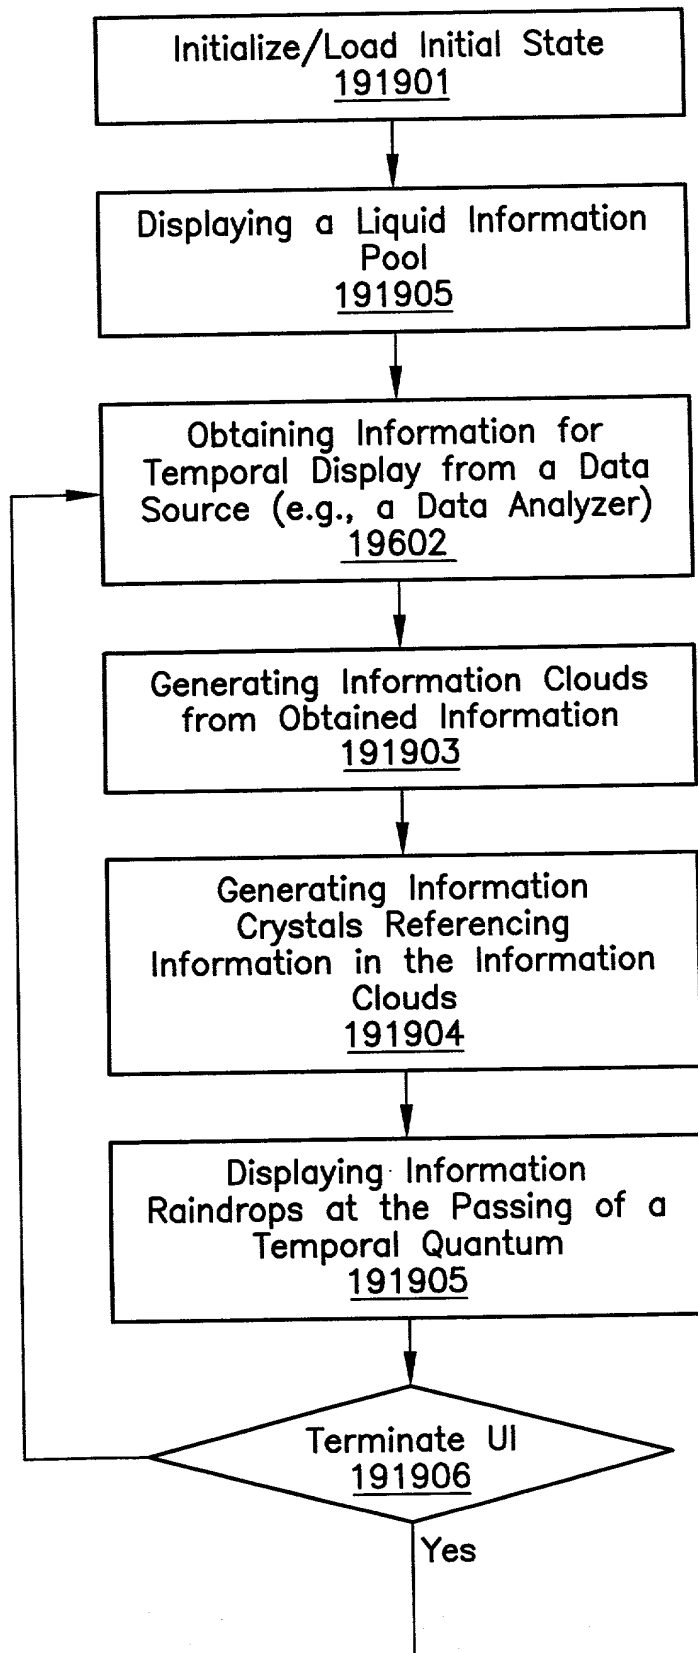 Initialize/Load Initial State
191901
Displaying a Liquid Information
Pool
191905
Obtaining Information for
Temporal Display from a Data
Source (e.g., a Data Analyzer)
19602
Generating Information Clouds
from Obtained Information
191903
Generating Information
Crystals Referencing
Information in the Information
Clouds
191904
Displaying Information
Raindrops at the Passing of a
Temporal Quantum
191905
Terminate UI
191906
Yes